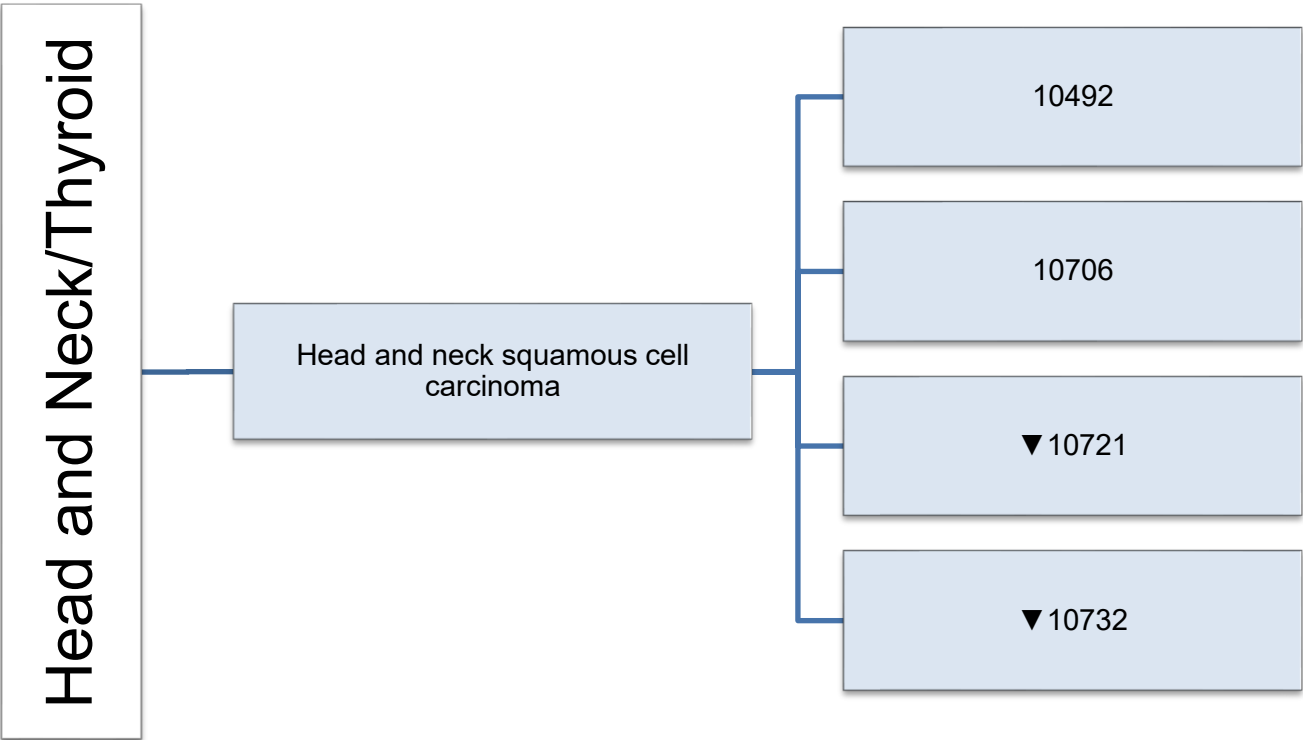 Head and Neck/Thyroid
Head and neck squamous cell
carcinoma
10492
10706
▼10721
▼10732